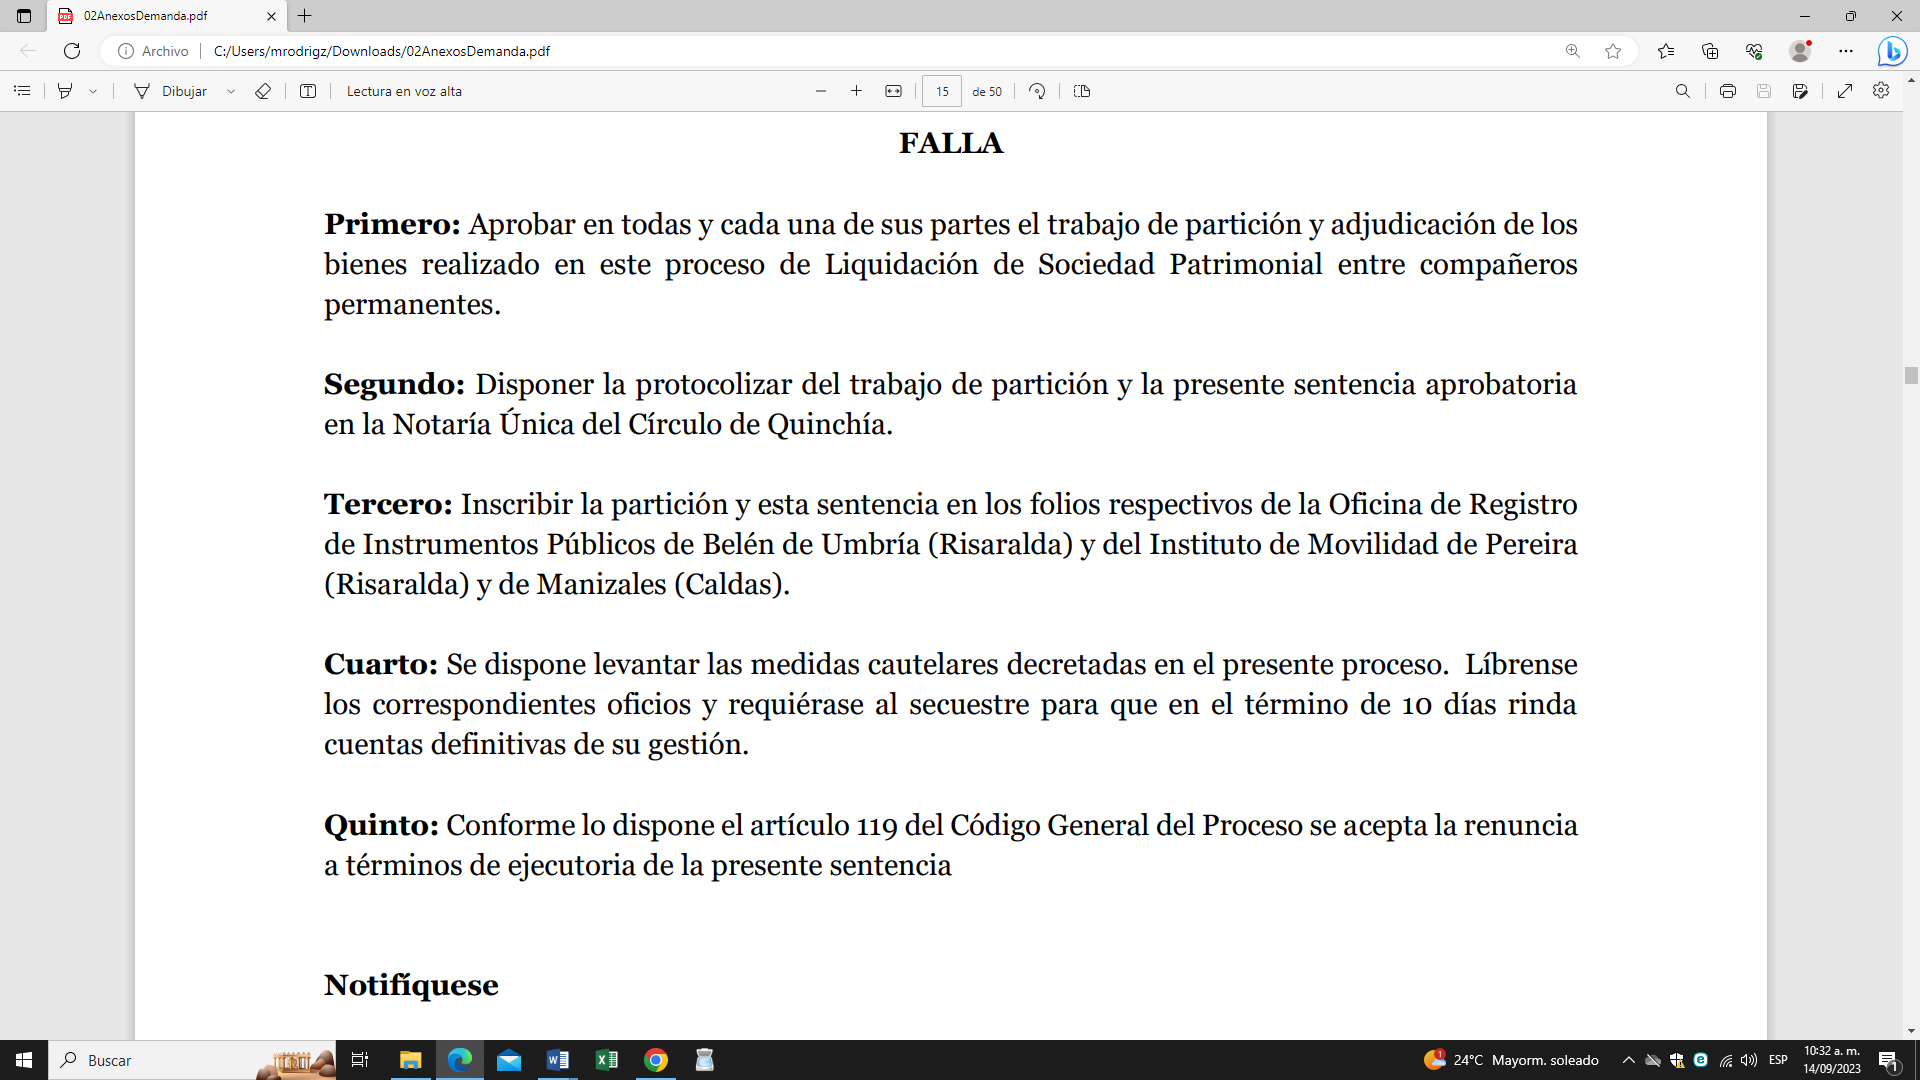 02AnexosDemanda.pdf
Archivo
C:/Users/mrodrigz/Downloads/02AnexosDemanda.pdf
Dibujar
Lectura en voz alta
15
de 50
FALLA
Primero: Aprobar en todas y cada una de sus partes el trabajo de partición y adjudicación de los
bienes realizado en este proceso de Liquidación de Sociedad Patrimonial entre compañeros
permanentes.
Segundo: Disponer la protocolizar del trabajo de partición y la presente sentencia aprobatoria
en la Notaría Única del Círculo de Quinchía.
Tercero: Inscribir la partición y esta sentencia en los folios respectivos de la Oficina de Registro
de Instrumentos Públicos de Belén de Umbría (Risaralda) y del Instituto de Movilidad de Pereira
(Risaralda) y de Manizales (Caldas).
Cuarto: Se dispone levantar las medidas cautelares decretadas en el presente proceso. Líbrense
los correspondientes oficios y requiérase al secuestre para que en el término de 10 días rinda
cuentas definitivas de su gestión.
Quinto: Conforme lo dispone el artículo 119 del Código General del Proceso se acepta la renuncia
a términos de ejecutoria de la presente sentencia
Notifíquese
Buscar
1
24°C Mayorm. soleado
ESP
10:32 a. m.
14/09/2023
1